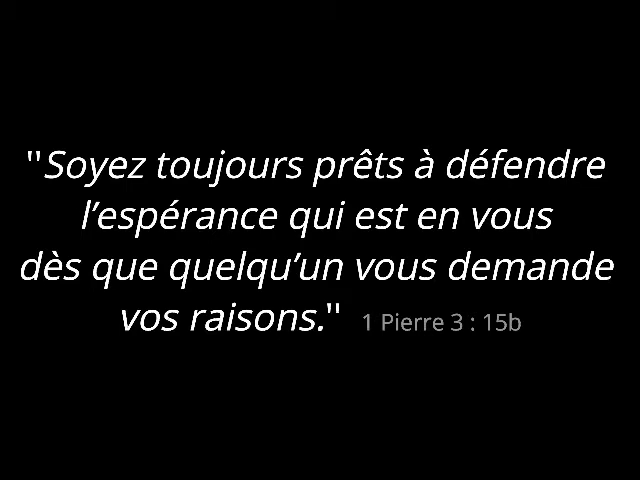 "Soyez toujours prêts à défendre
l’espérance qui est en vous
dès que quelqu’un vous demande
vos raisons." 1 Pierre 3 : 15b